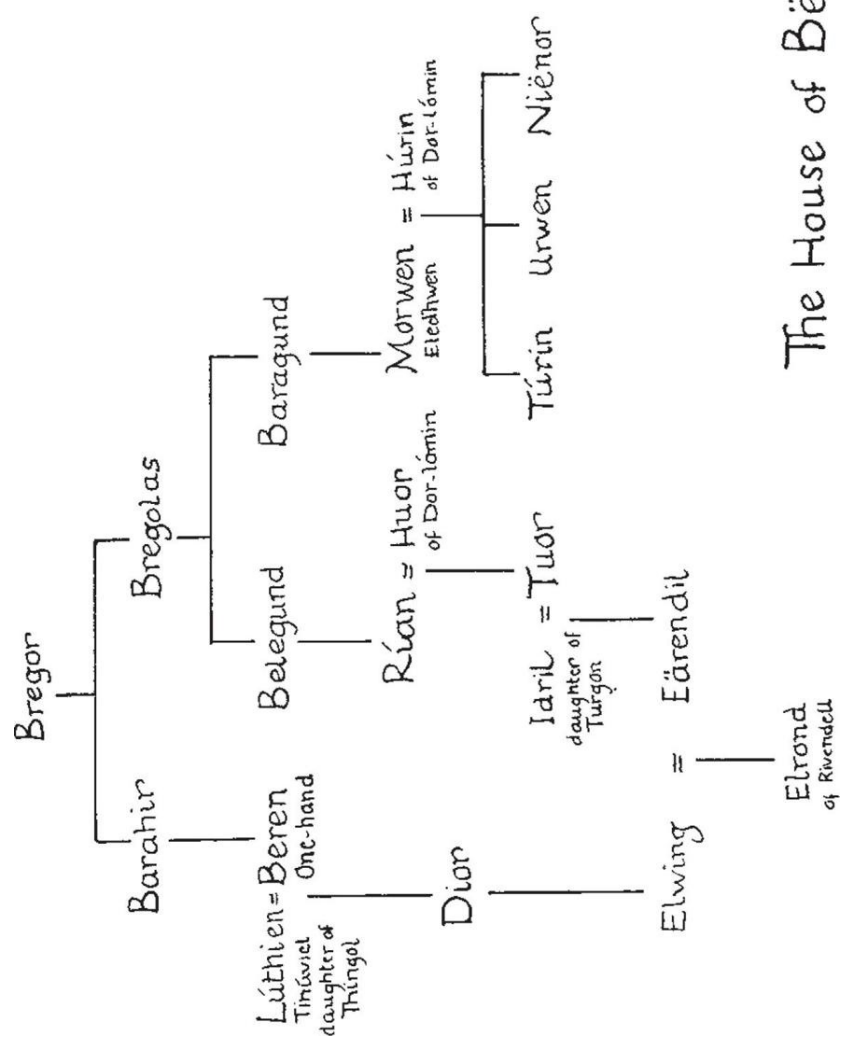 Bregor
Barahir Bregolas
Lúthien = Beren Belegund Baragund
Tinúviel One-hand
daughter of
Thingol
Rían = Huor Morwen = Húrin
of Dor-lómin Eledhwen of Dor-lómin
Dior
Idril = Tuor Túrin Urwen Niënor
daughter of
Turgon
Elwing = Eärendil
Elrond
of Rivendell
The House of Bë